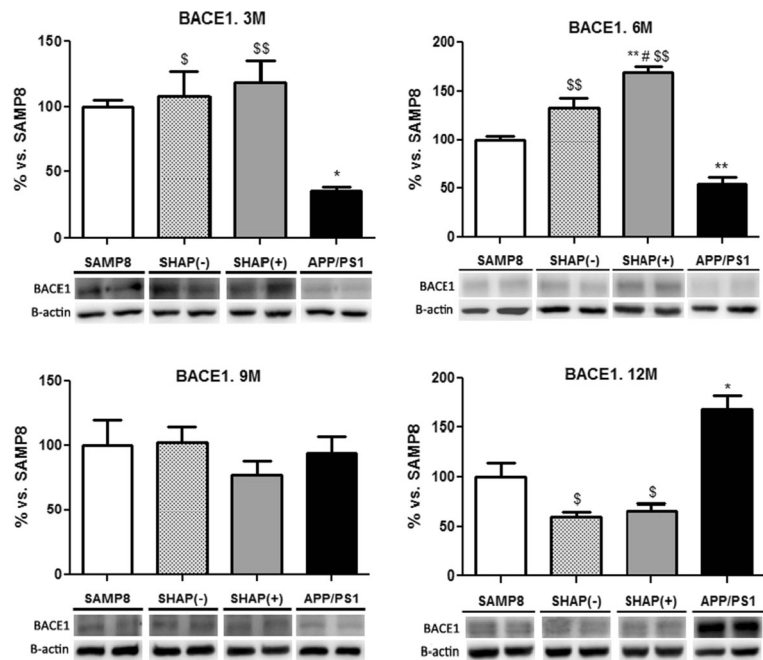 BACE1. 3M
% vs. SAMP8
150
100
50
0
$
$$
*
SAMP8 SHAP(-) SHAP(+) APP/PS1
BACE1
B-actin
BACE1. 6M
% vs. SAMP8
200
150
100
50
0
$$
** # $$
**
SAMP8 SHAP(-) SHAP(+) APP/PS1
BACE1
B-actin
BACE1. 9M
% vs. SAMP8
150
100
50
0
SAMP8 SHAP(-) SHAP(+) APP/PS1
BACE1
B-actin
BACE1. 12M
% vs. SAMP8
200
150
100
50
0
$
$
*
SAMP8 SHAP(-) SHAP(+) APP/PS1
BACE1
B-actin